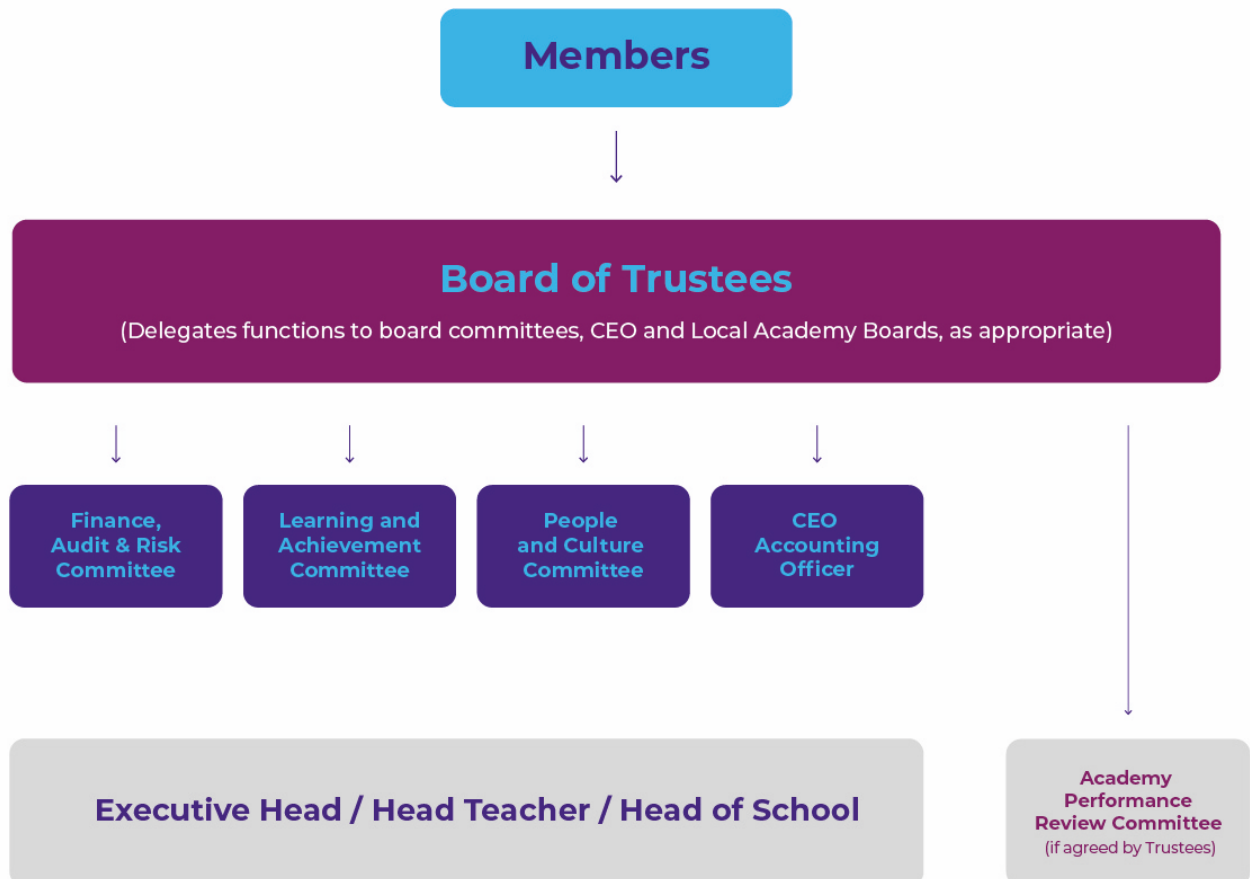 Members
Board of Trustees
(Delegates functions to board committees, CEO and Local Academy Boards, as appropriate)
Finance,
Audit & Risk
Committee
Learning and
Achievement
Committee
People
and Culture
Committee
CEO
Accounting
Officer
Executive Head / Head Teacher / Head of School
Academy
Performance
Review Committee
(if agreed by Trustees)